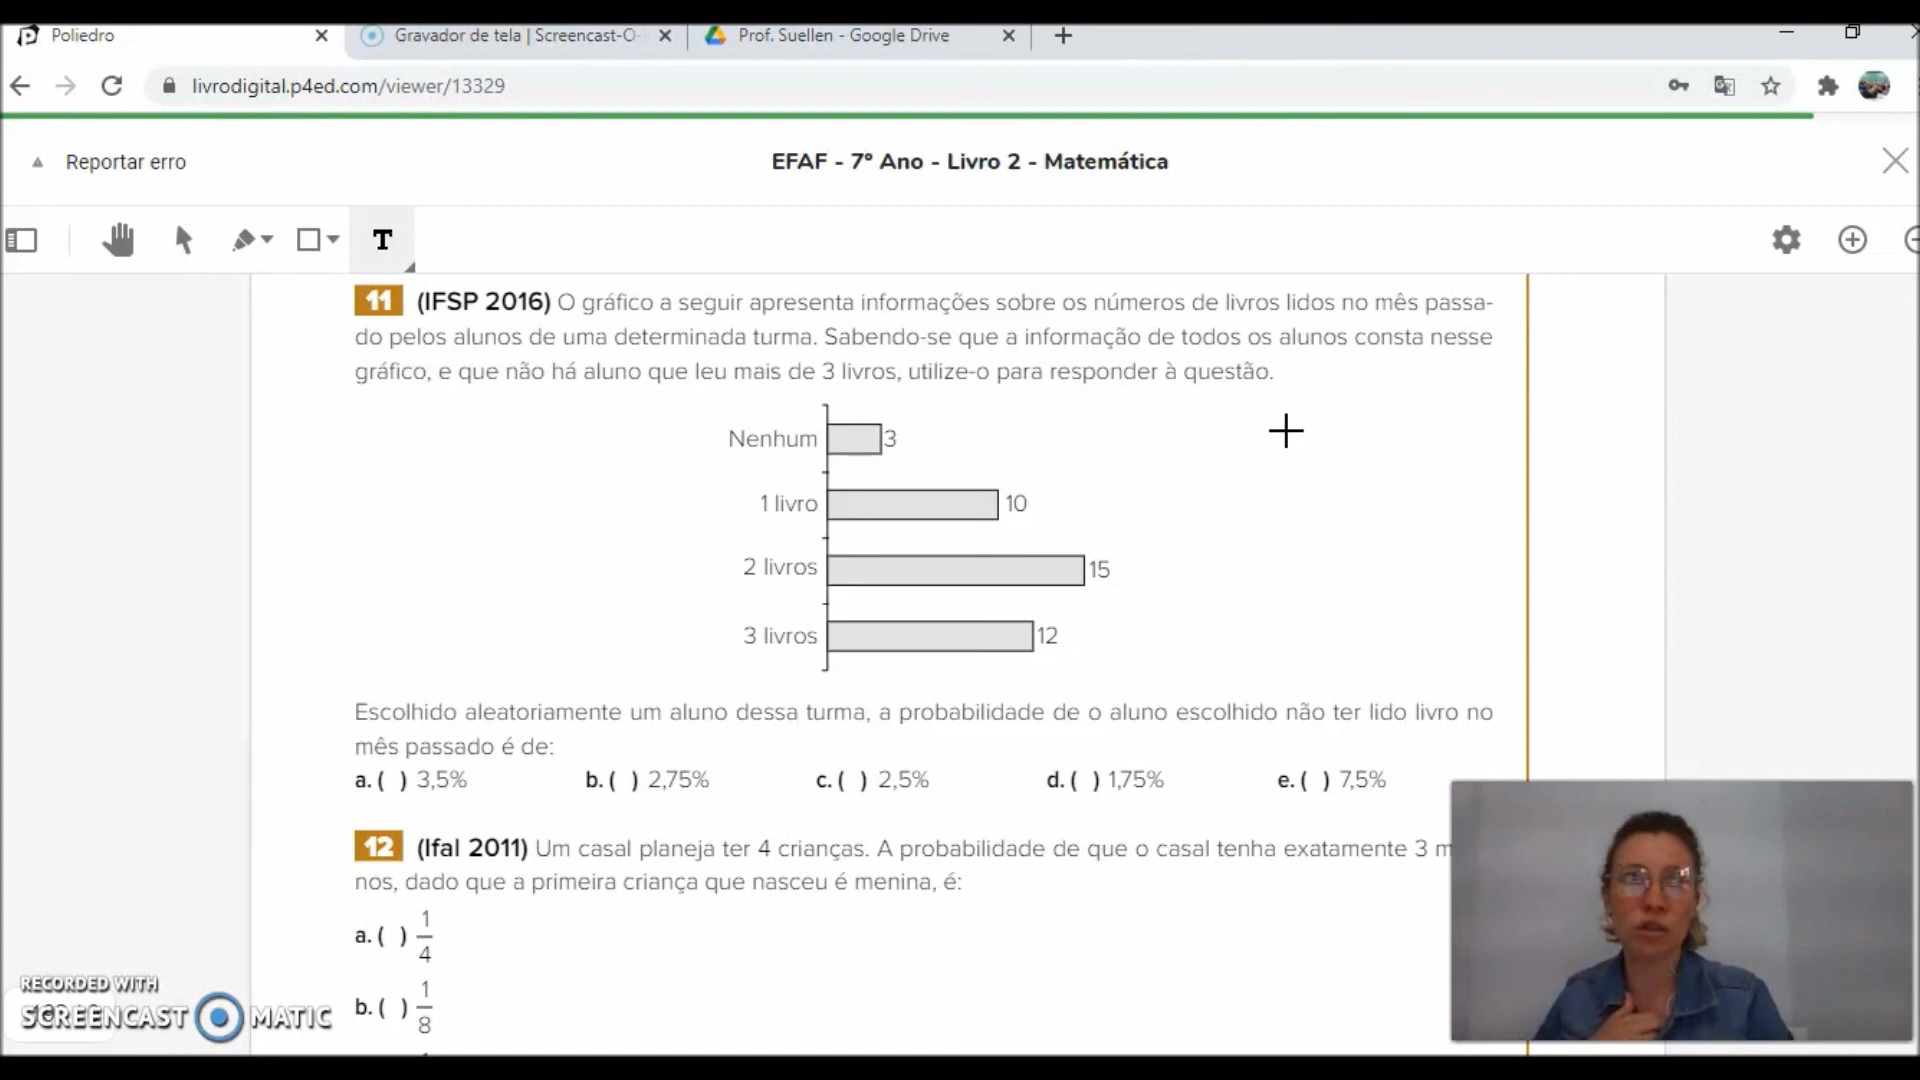 Poliedro
Gravador de tela | Screencast-O-
Prof. Suellen - Google Drive
livrodigital.p4ed.com/viewer/13329
Reportar erro
EFAF - 7º Ano - Livro 2 - Matemática
T
11 (IFSP 2016) O gráfico a seguir apresenta informações sobre os números de livros lidos no mês passa-
do pelos alunos de uma determinada turma. Sabendo-se que a informação de todos os alunos consta nesse
gráfico, e que não há aluno que leu mais de 3 livros, utilize-o para responder à questão.
Nenhum 3
1 livro 10
2 livros 15
3 livros 12
Escolhido aleatoriamente um aluno dessa turma, a probabilidade de o aluno escolhido não ter lido livro no
mês passado é de:
a. ( ) 3,5% b. ( ) 2,75% c. ( ) 2,5% d. ( ) 1,75% e. ( ) 7,5%
12 (Ifal 2011) Um casal planeja ter 4 crianças. A probabilidade de que o casal tenha exatamente 3 m
nos, dado que a primeira criança que nasceu é menina, é:
a. ( ) 1/4
b. ( ) 1/8
RECORDED WITH
SCREENCAST MATIC